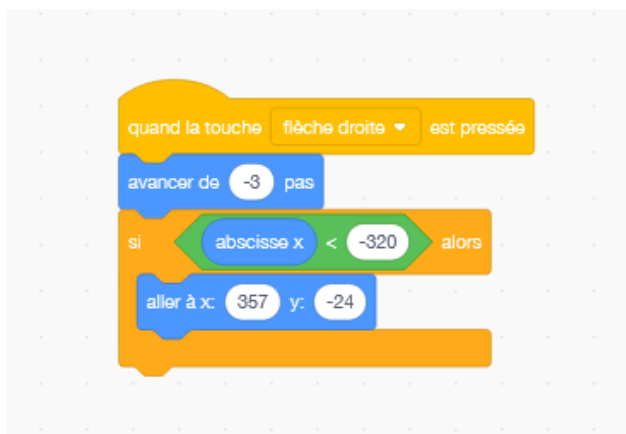 quand la touche flèche droite est pressée
avancer de -3 pas
si abscisse x < -320 alors
aller à x: 357 y: -24